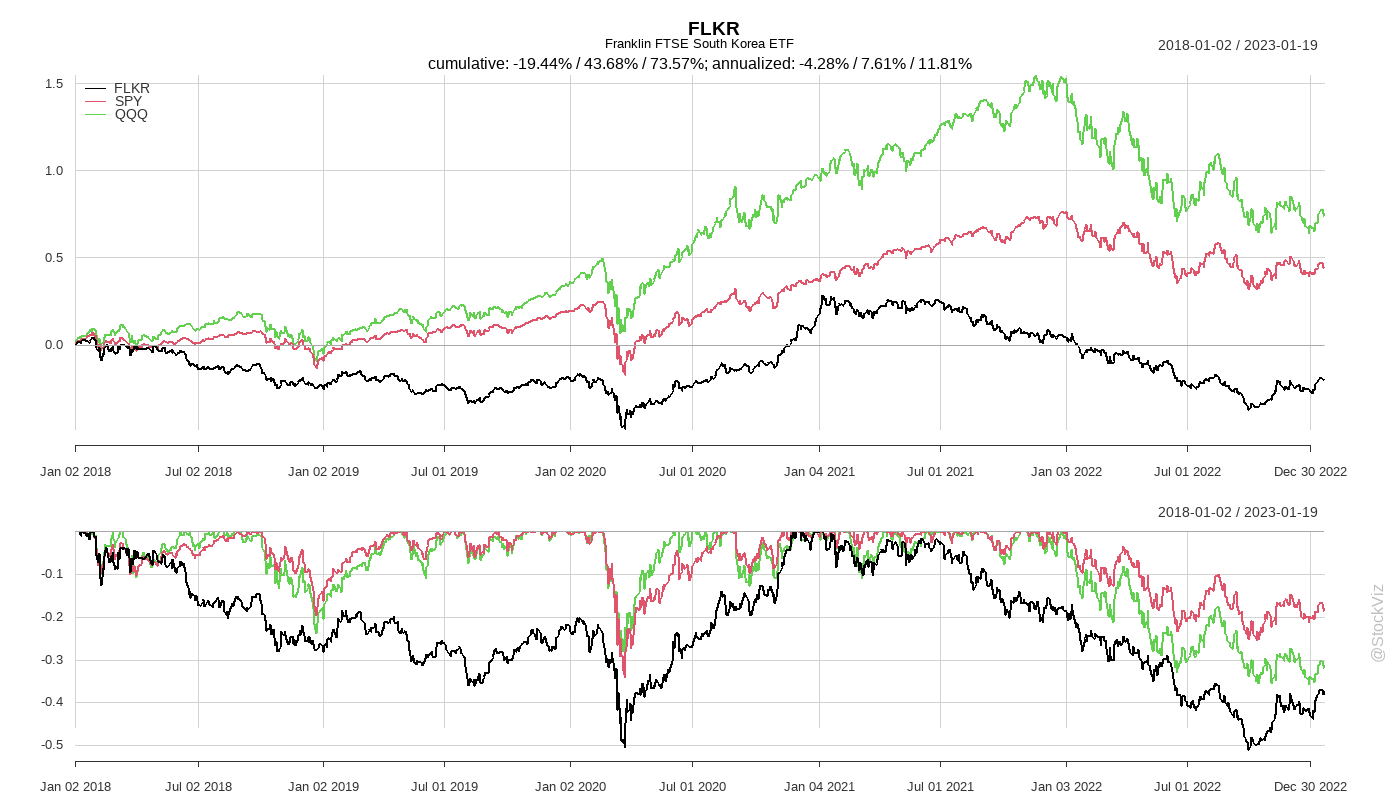 FLKR
Franklin FTSE South Korea ETF
2018-01-02 / 2023-01-19
cumulative: -19.44% / 43.68% / 73.57%; annualized: -4.28% / 7.61% / 11.81%
FLKR
SPY
QQQ
1.5
1.0
0.5
0.0
Jan 02 2018 Jul 02 2018 Jan 02 2019 Jul 01 2019 Jan 02 2020 Jul 01 2020 Jan 04 2021 Jul 01 2021 Jan 03 2022 Jul 01 2022 Dec 30 2022
2018-01-02 / 2023-01-19
-0.1
-0.2
-0.3
-0.4
-0.5
Jan 02 2018 Jul 02 2018 Jan 02 2019 Jul 01 2019 Jan 02 2020 Jul 01 2020 Jan 04 2021 Jul 01 2021 Jan 03 2022 Jul 01 2022 Dec 30 2022
@StockViz